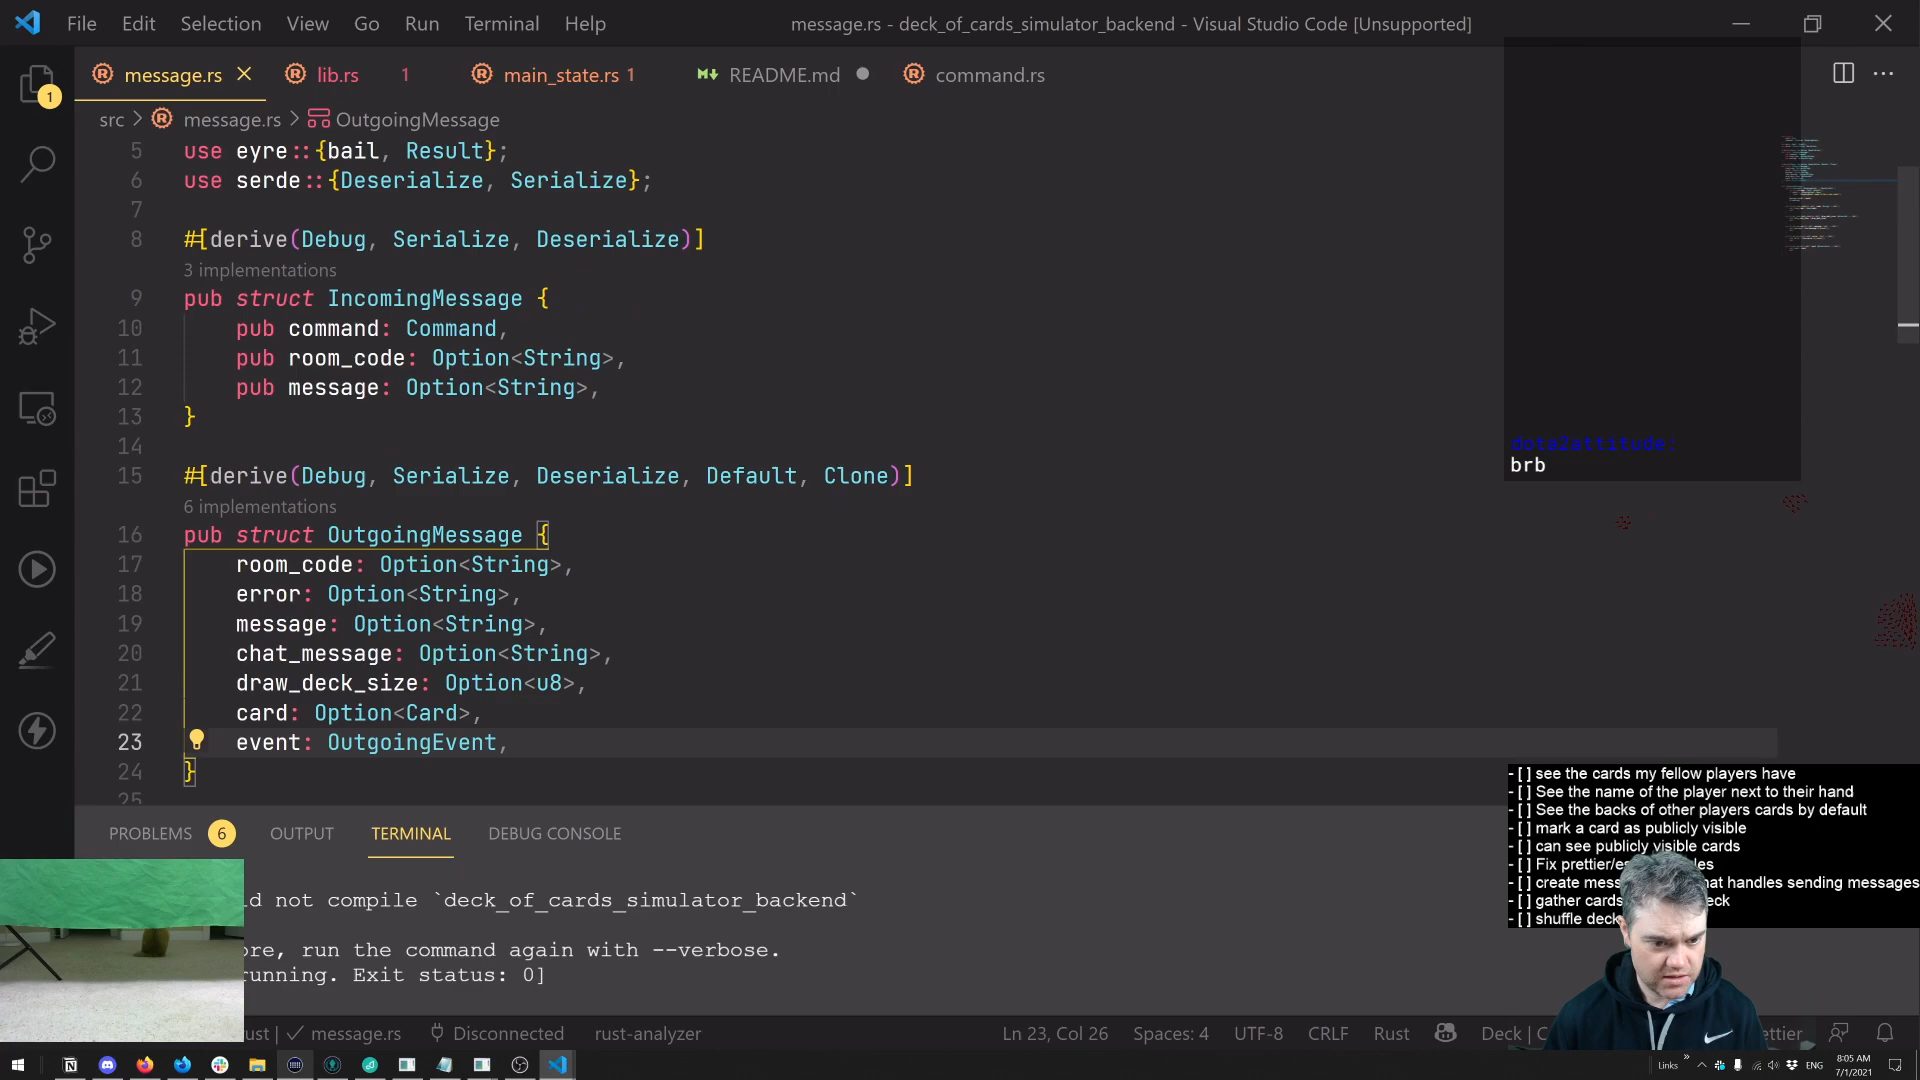 File Edit Selection View Go Run Terminal Help
message.rs - deck_of_cards_simulator_backend - Visual Studio Code [Unsupported]
message.rs
lib.rs 1
main_state.rs 1
README.md
command.rs
1
src > message.rs > OutgoingMessage
5 use eyre::{bail, Result};
6 use serde::{Deserialize, Serialize};
7
8 #[derive(Debug, Serialize, Deserialize)]
3 implementations
9 pub struct IncomingMessage {
10 pub command: Command,
11 pub room_code: Option<String>,
12 pub message: Option<String>,
13 }
14
15 #[derive(Debug, Serialize, Deserialize, Default, Clone)]
6 implementations
16 pub struct OutgoingMessage {
17 room_code: Option<String>,
18 error: Option<String>,
19 message: Option<String>,
20 chat_message: Option<String>,
21 draw_deck_size: Option<u8>,
22 card: Option<Card>,
23 event: OutgoingEvent,
24 }
25
dota2attitude:
brb
- [ ] see the cards my fellow players have
- [ ] See the name of the player next to their hand
- [ ] See the backs of other players cards by default
- [ ] mark a card as publicly visible
- [ ] can see publicly visible cards
- [ ] Fix prettier/es
- [ ] create mess hat handles sending messages
- [ ] gather cards eck
- [ ] shuffle deck
PROBLEMS 6 OUTPUT TERMINAL DEBUG CONSOLE
d not compile `deck_of_cards_simulator_backend`
ore, run the command again with --verbose.
unning. Exit status: 0]
ust | message.rs Disconnected rust-analyzer
Ln 23, Col 26 Spaces: 4 UTF-8 CRLF Rust Deck | C ettier
Links » ENG
8:05 AM
7/1/2021